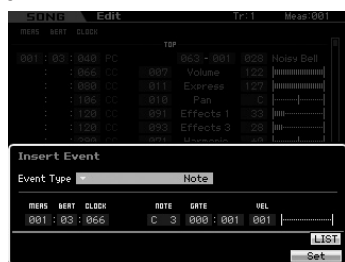 SONG Edit Tr:1 Meas:001
MEAS BEAT CLOCK
TOP
001 : 03 : 040 PC 063 - 001 028 Noisy Bell
: : 066 CC 007 Volume 122
: : 080 CC 011 Express 127
: : 106 CC 010 Pan C
: : 120 CC 091 Effects 1 33
: : 120 CC 093 Effects 3 28
Insert Event
Event Type Note
MEAS BEAT CLOCK NOTE GATE VEL
001 : 03 : 066 C 3 000 : 001 001
LIST
Set